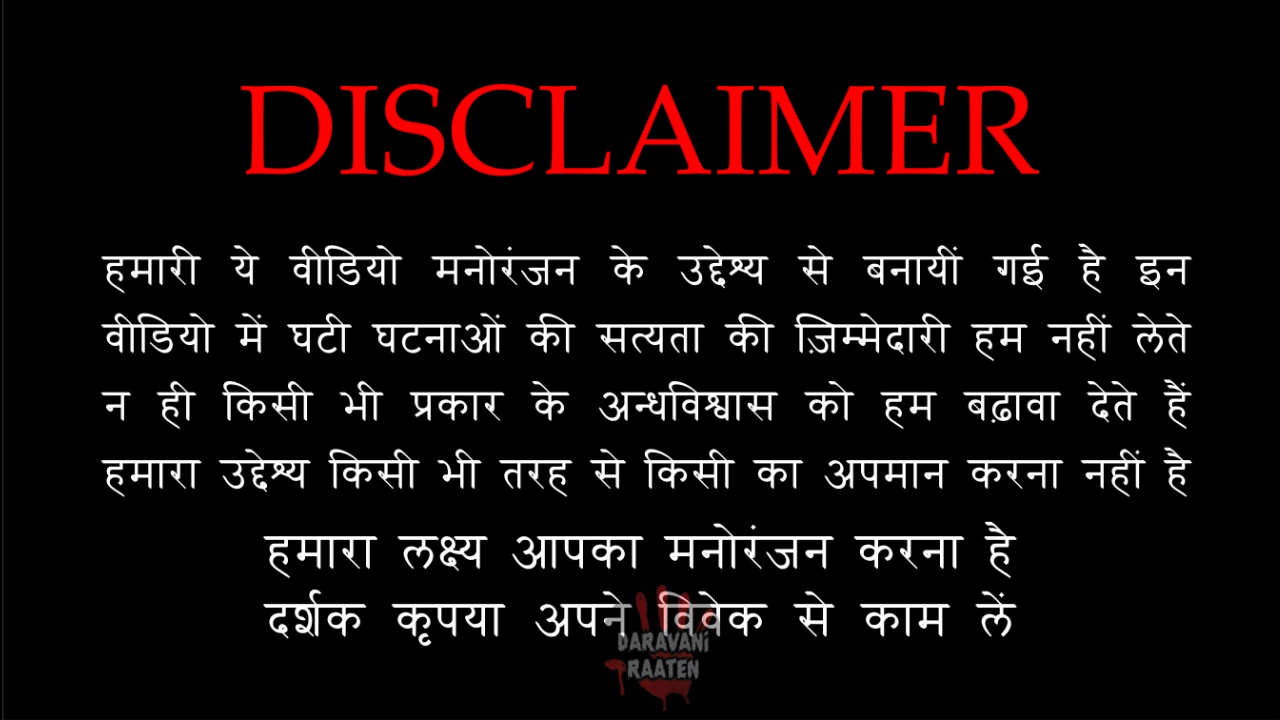 DISCLAIMER
हमारी ये वीडियो मनोरंजन के उद्देश्य से बनायीं गई है इन
वीडियो में घटी घटनाओं की सत्यता की ज़िम्मेदारी हम नहीं लेते
न ही किसी भी प्रकार के अन्धविश्वास को हम बढ़ावा देते हैं
हमारा उद्देश्य किसी भी तरह से किसी का अपमान करना नहीं है
हमारा लक्ष्य आपका मनोरंजन करना है
दर्शक कृपया अपने विवेक से काम लें
DARAVANI
RAATEN